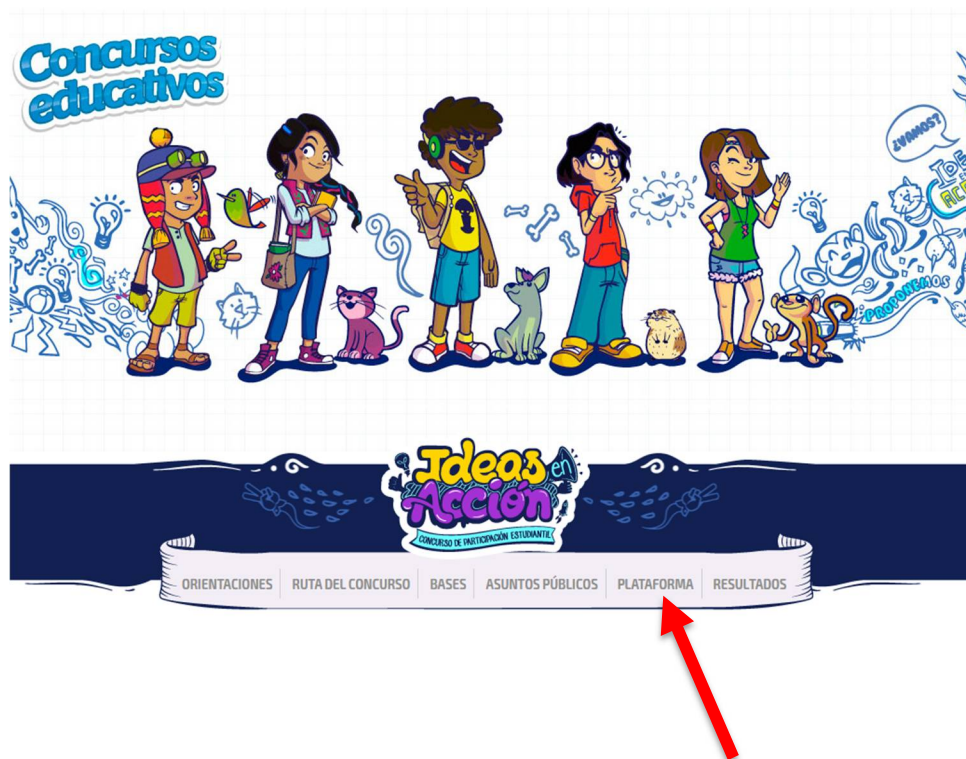 Concursos
educativos
¿VAMOS?
PROPONEMOS
Ideas en
Acción
CONCURSO DE PARTICIPACIÓN ESTUDIANTIL
ORIENTACIONES RUTA DEL CONCURSO BASES ASUNTOS PÚBLICOS PLATAFORMA RESULTADOS